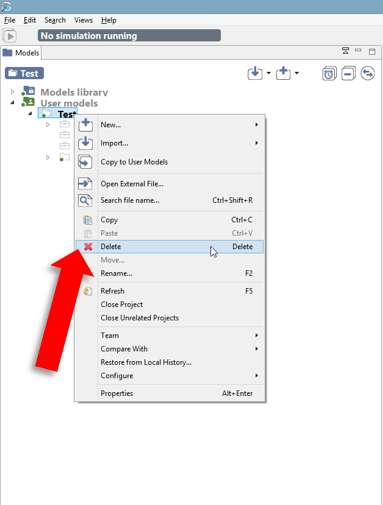 File Edit Search Views Help
No simulation running
Models
Test
Models library
User models
Test
New...
Import...
Copy to User Models
Open External File...
Search file name... Ctrl+Shift+R
Copy Ctrl+C
Paste Ctrl+V
Delete Delete
Move...
Rename... F2
Refresh F5
Close Project
Close Unrelated Projects
Team
Compare With
Restore from Local History...
Configure
Properties Alt+Enter